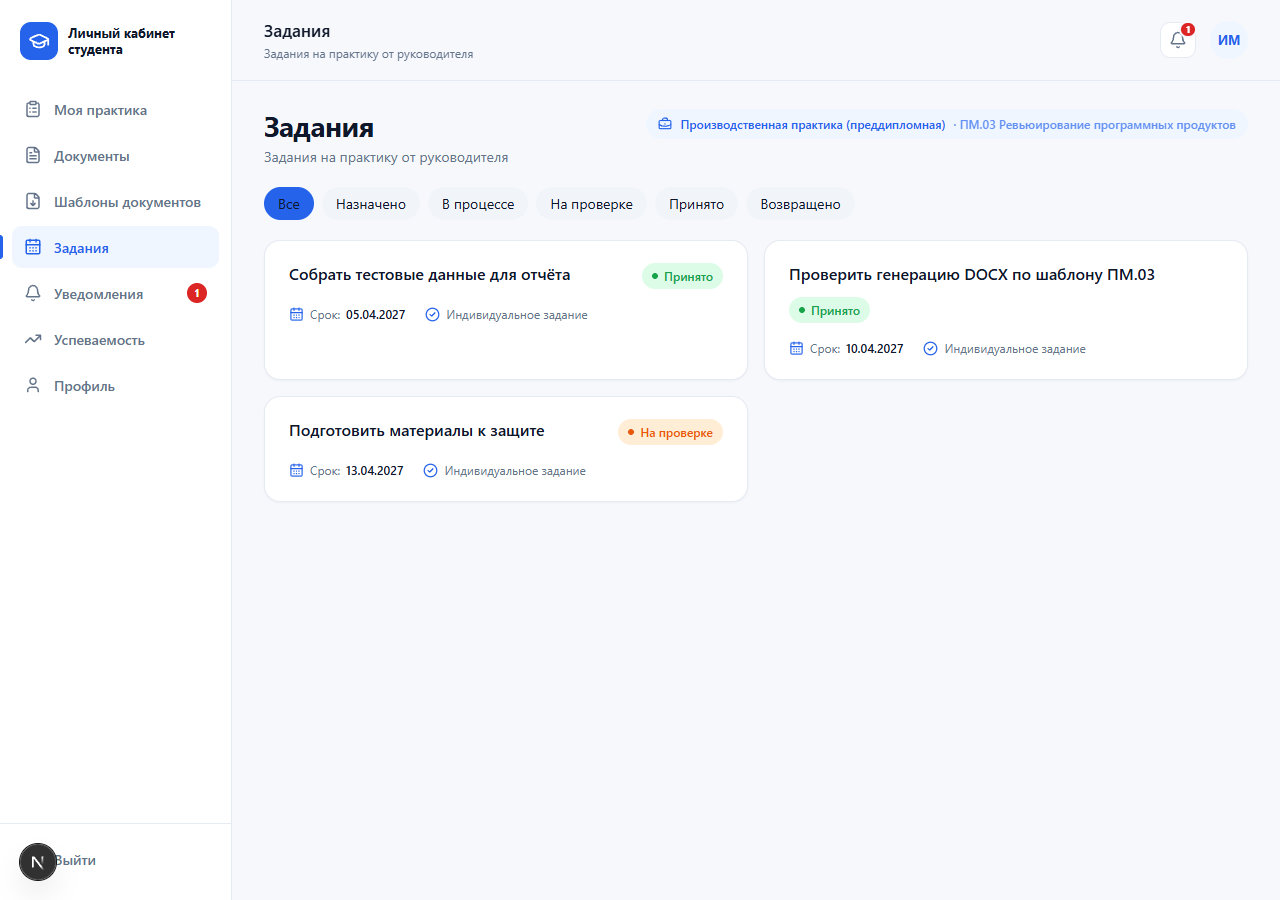 Личный кабинет
студента
Моя практика
Документы
Шаблоны документов
Задания
Уведомления
1
Успеваемость
Профиль
N
Выйти
Задания
Задания на практику от руководителя
1
ИМ
Задания
Задания на практику от руководителя
Производственная практика (преддипломная) · ПМ.03 Ревьюирование программных продуктов
Все
Назначено
В процессе
На проверке
Принято
Возвращено
Собрать тестовые данные для отчёта
Принято
Срок: 05.04.2027
Индивидуальное задание
Проверить генерацию DOCX по шаблону ПМ.03
Принято
Срок: 10.04.2027
Индивидуальное задание
Подготовить материалы к защите
На проверке
Срок: 13.04.2027
Индивидуальное задание